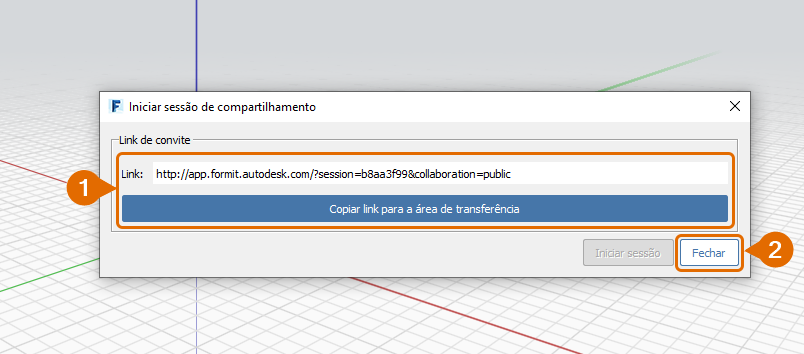 Iniciar sessão de compartilhamento
Link de convite
Link: http://app.formit.autodesk.com/?session=b8aa3f99&collaboration=public
1
Copiar link para a área de transferência
Iniciar sessão Fechar 2